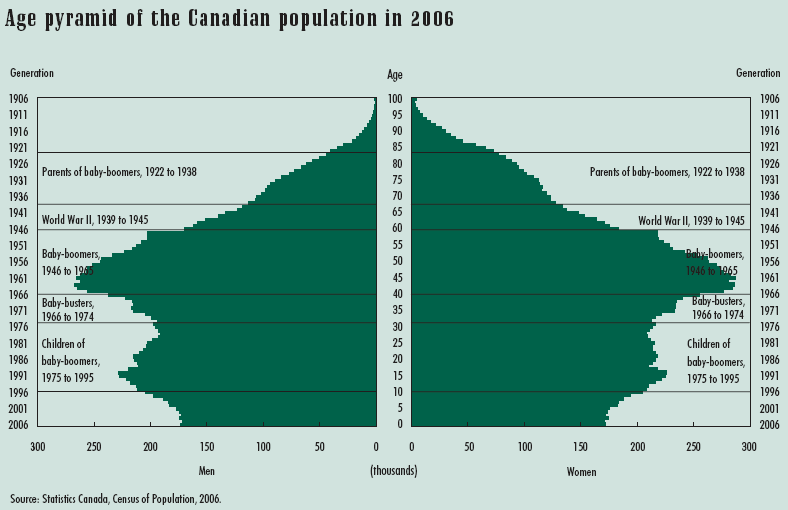 Age pyramid of the Canadian population in 2006
Generation
Age
Generation
1906
1911
1916
1921
1926
1931
1936
1941
1946
1951
1956
1961
1966
1971
1976
1981
1986
1991
1996
2001
2006
Parents of baby-boomers, 1922 to 1938
World War II, 1939 to 1945
Baby-boomers,
1946 to 1965
Baby-busters,
1966 to 1974
Children of
baby-boomers,
1975 to 1995
100
95
90
85
80
75
70
65
60
55
50
45
40
35
30
25
20
15
10
5
0
Parents of baby-boomers, 1922 to 1938
World War II, 1939 to 1945
Baby-boomers,
1946 to 1965
Baby-busters,
1966 to 1974
Children of
baby-boomers,
1975 to 1995
1906
1911
1916
1921
1926
1931
1936
1941
1946
1951
1956
1961
1966
1971
1976
1981
1986
1991
1996
2001
2006
300 250 200 150 100 50 0 0 50 100 150 200 250 300
Men (thousands) Women
Source: Statistics Canada, Census of Population, 2006.